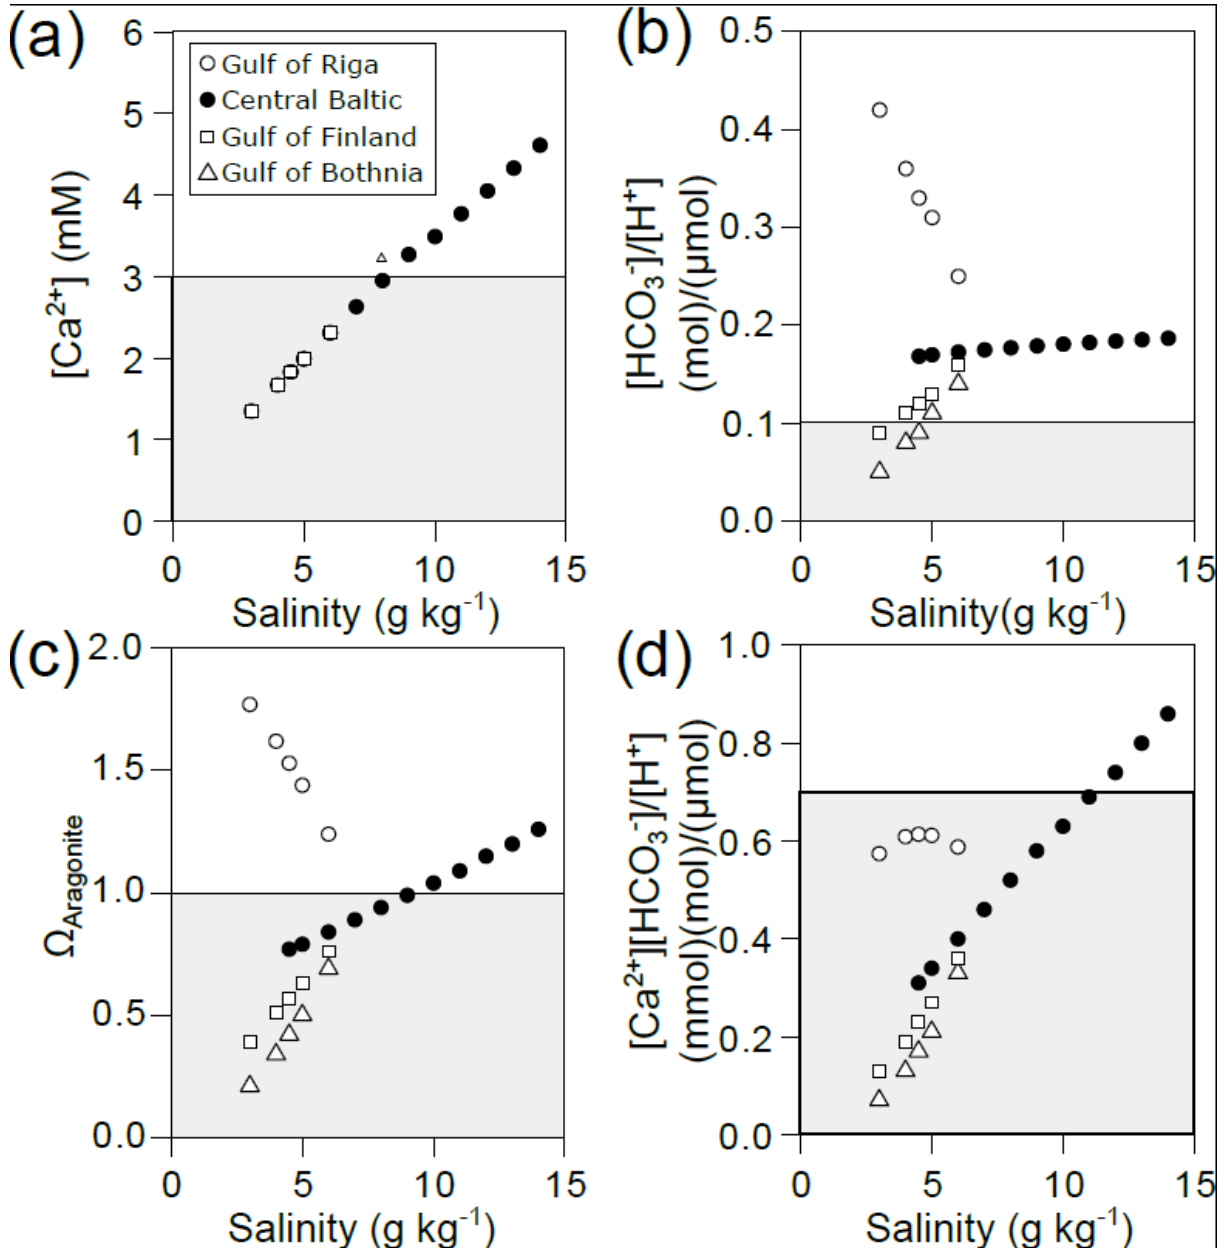 (a)
[Ca²⁺] (mM)
6
5
4
3
2
1
0
Gulf of Riga
Central Baltic
Gulf of Finland
Gulf of Bothnia
0 5 10 15
Salinity (g kg⁻¹)
(b)
[HCO₃⁻]/[H⁺]
(mol)/(μmol)
0.5
0.4
0.3
0.2
0.1
0.0
0 5 10 15
Salinity(g kg⁻¹)
(c)
Ω_Aragonite
2.0
1.5
1.0
0.5
0.0
0 5 10 15
Salinity (g kg⁻¹)
(d)
[Ca²⁺][HCO₃⁻]/[H⁺]
(mmol)(mol)/(μmol)
1.0
0.8
0.6
0.4
0.2
0.0
0 5 10 15
Salinity (g kg⁻¹)